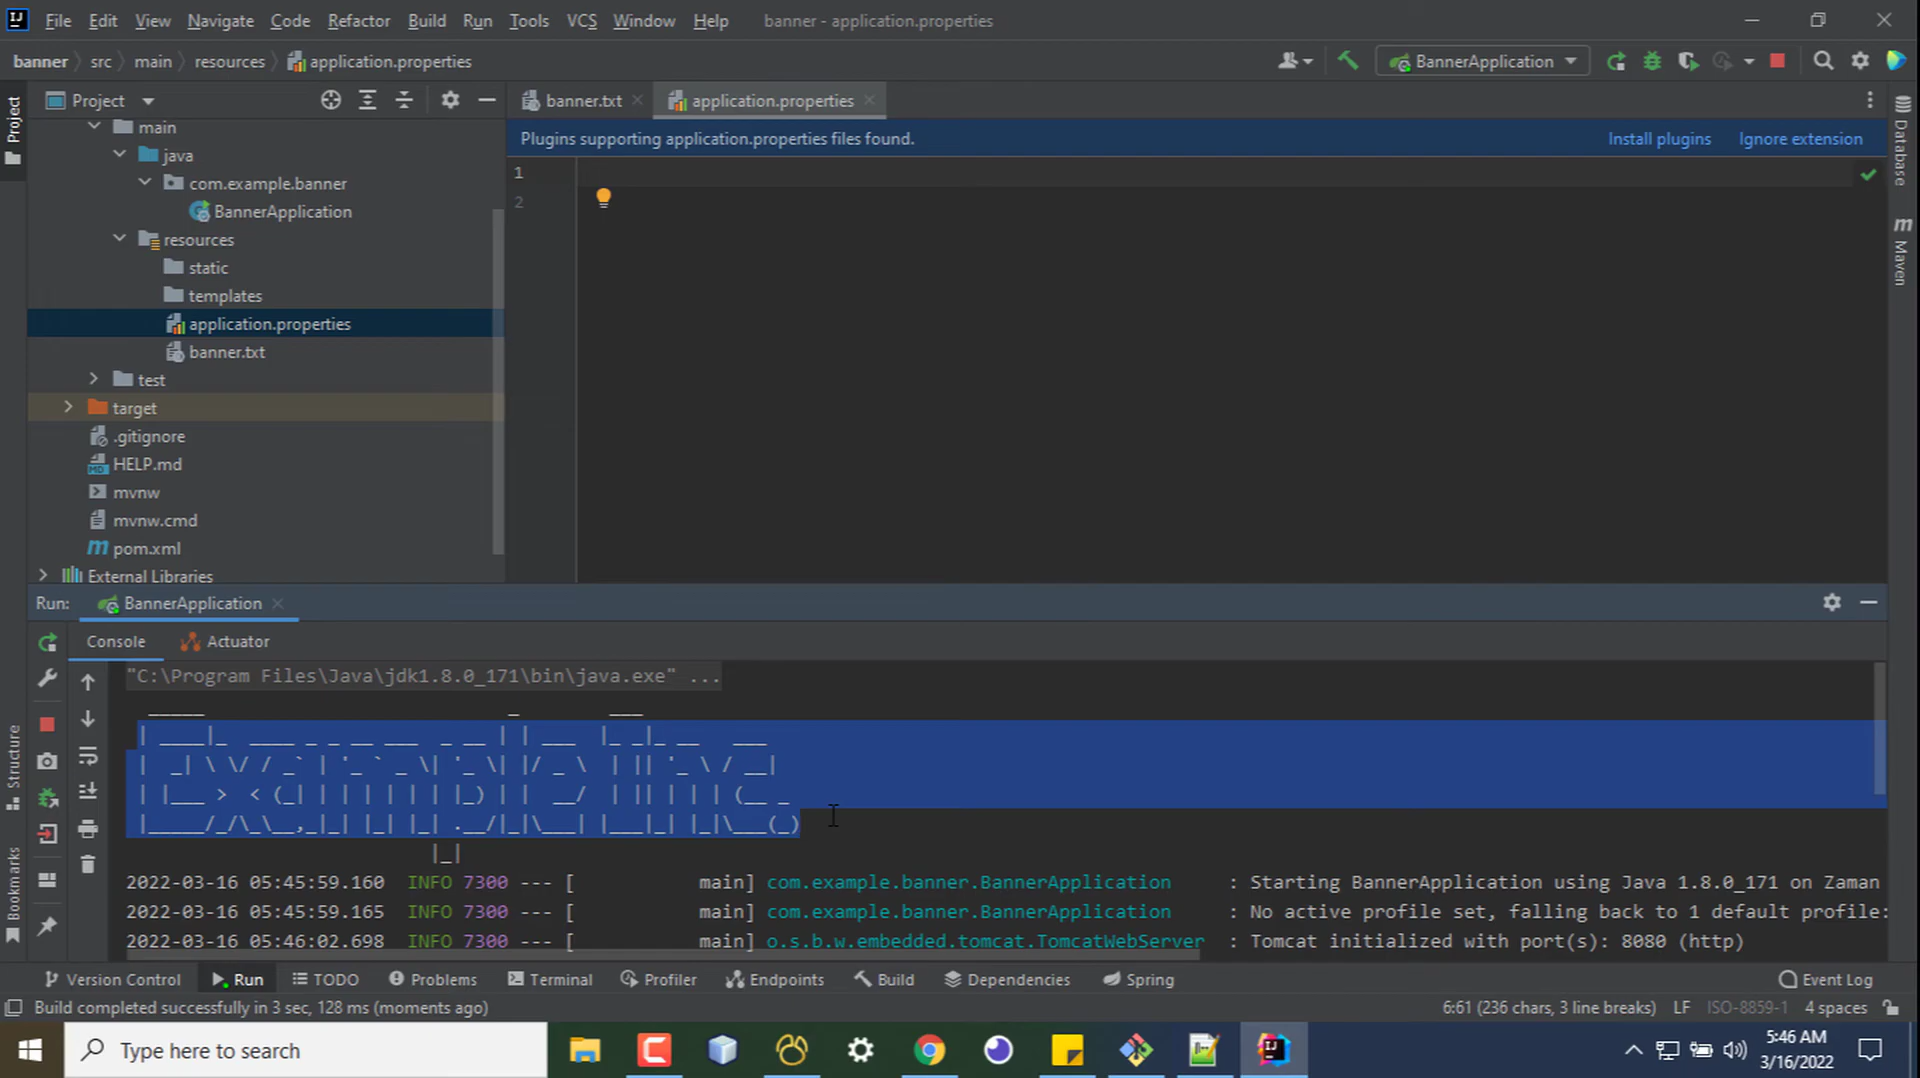 File Edit View Navigate Code Refactor Build Run Tools VCS Window Help banner - application.properties
banner src main resources application.properties BannerApplication
Project banner.txt application.properties
Plugins supporting application.properties files found. Install plugins Ignore extension
Project
main
java
com.example.banner
BannerApplication
resources
static
templates
application.properties
banner.txt
test
target
.gitignore
HELP.md
mvnw
mvnw.cmd
pom.xml
External Libraries
1
2
Database
Maven
Run: BannerApplication
Console Actuator
"C:\Program Files\Java\jdk1.8.0_171\bin\java.exe" ...
Example Inc.
2022-03-16 05:45:59.160 INFO 7300 --- [ main] com.example.banner.BannerApplication : Starting BannerApplication using Java 1.8.0_171 on Zaman
2022-03-16 05:45:59.165 INFO 7300 --- [ main] com.example.banner.BannerApplication : No active profile set, falling back to 1 default profile:
2022-03-16 05:46:02.698 INFO 7300 --- [ main] o.s.b.w.embedded.tomcat.TomcatWebServer : Tomcat initialized with port(s): 8080 (http)
Structure
Bookmarks
Version Control Run TODO Problems Terminal Profiler Endpoints Build Dependencies Spring Event Log
Build completed successfully in 3 sec, 128 ms (moments ago) 6:61 (236 chars, 3 line breaks) LF ISO-8859-1 4 spaces
Type here to search
5:46 AM
3/16/2022